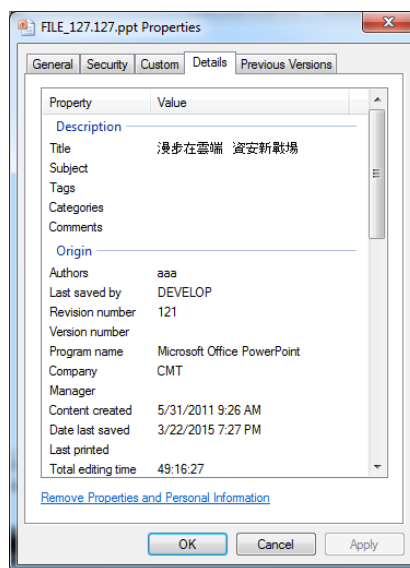 FILE_127.127.ppt Properties
General Security Custom Details Previous Versions
Property Value
Description
Title 漫步在雲端 資安新戰場
Subject
Tags
Categories
Comments
Origin
Authors aaa
Last saved by DEVELOP
Revision number 121
Version number
Program name Microsoft Office PowerPoint
Company CMT
Manager
Content created 5/31/2011 9:26 AM
Date last saved 3/22/2015 7:27 PM
Last printed
Total editing time 49:16:27
Remove Properties and Personal Information
OK Cancel Apply